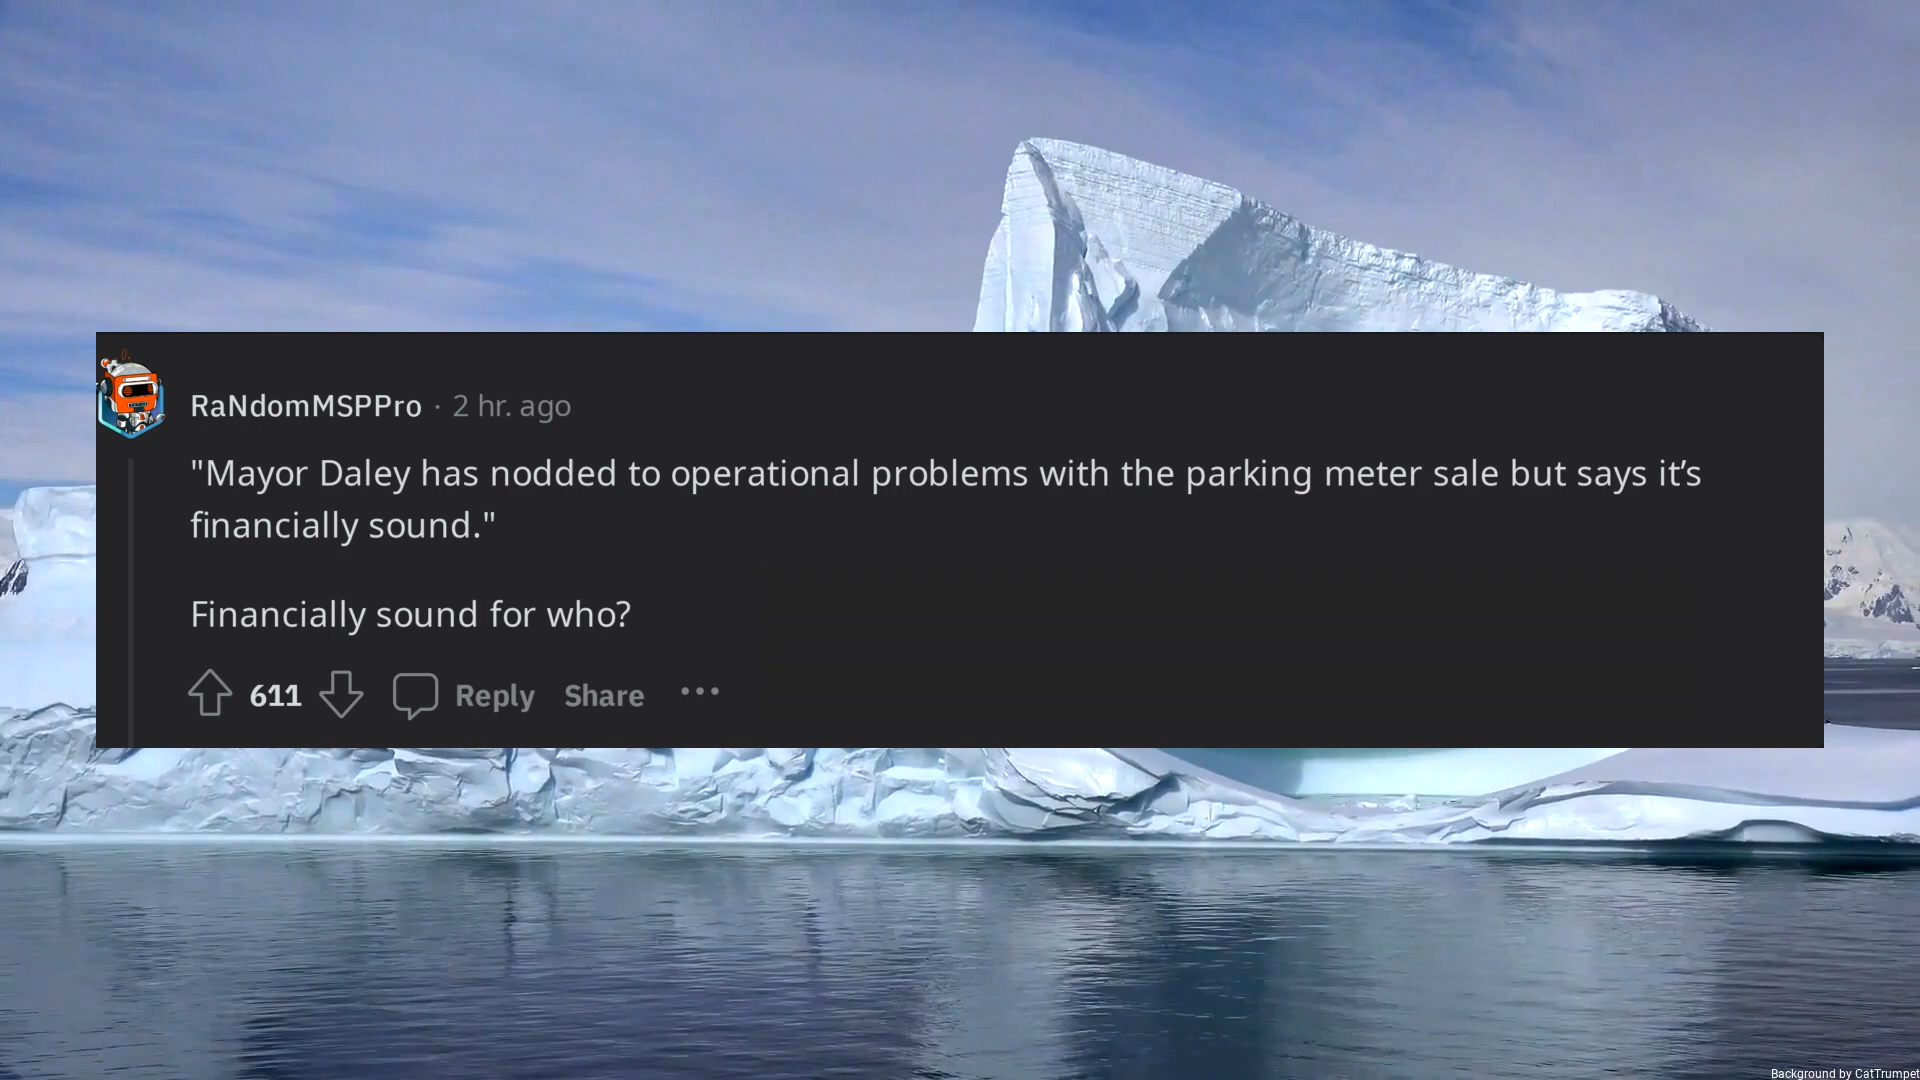 RaNdomMSPPro · 2 hr. ago
"Mayor Daley has nodded to operational problems with the parking meter sale but says it’s
financially sound."
Financially sound for who?
611 Reply Share ...
Background by CatTrumpet